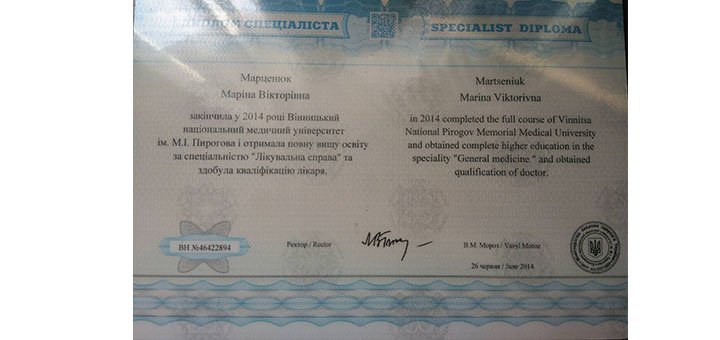 ДИПЛОМ СПЕЦІАЛІСТА
Марценюк
Маріна Вікторівна
закінчила у 2014 році Вінницький
національний медичний університет
ім. М.І. Пирогова і отримала повну вищу освіту
за спеціальністю "Лікувальна справа" та
здобула кваліфікацію лікаря.
SPECIALIST DIPLOMA
Martseniuk
Marina Viktorivna
in 2014 completed the full course of Vinnitsa
National Pirogov Memorial Medical University
and obtained complete higher education in the
speciality "General medicine " and obtained
qualification of doctor.
ВН №46422894
Ректор / Rector
В.М. Мороз / Vasyl Moroz
26 червня / June 2014